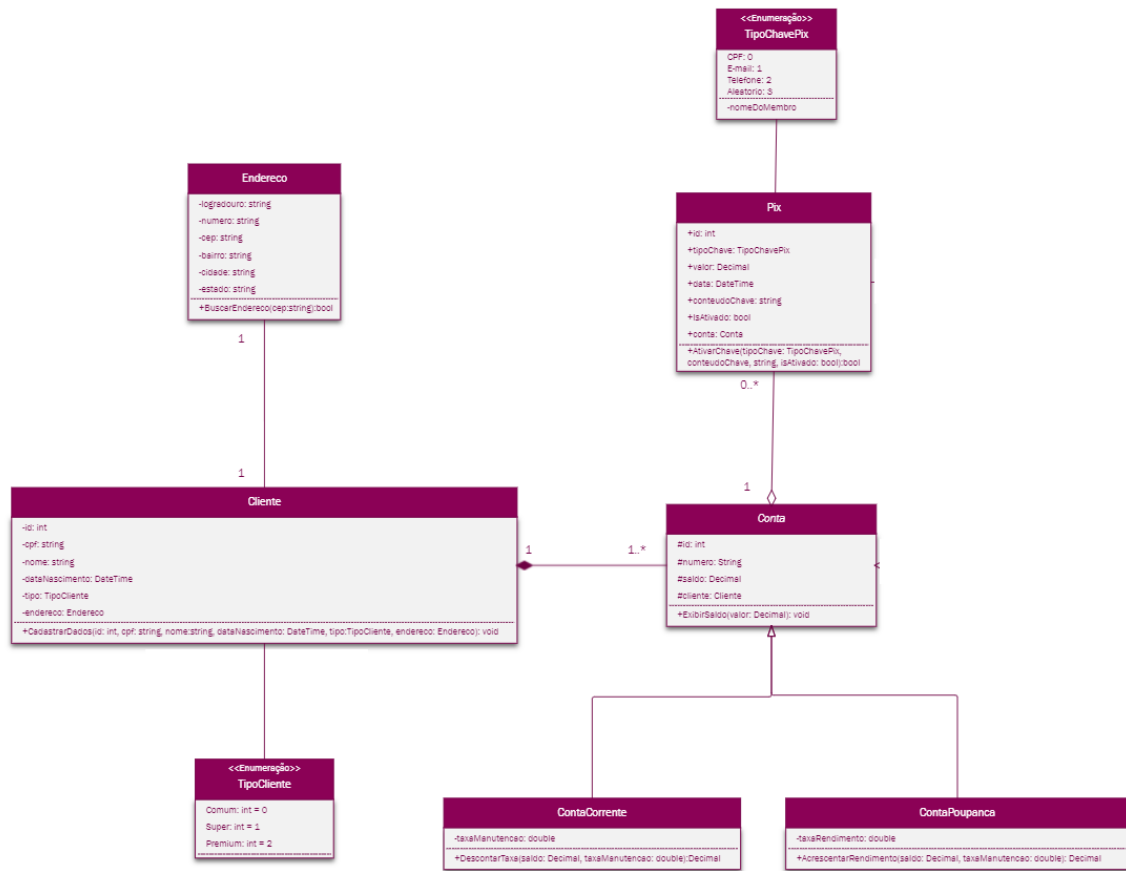 <<Enumeração>>
TipoChavePix
CPF: 0
E-mail: 1
Telefone: 2
Aleatorio: 3
-nomeDoMembro
Endereco
-logradouro: string
-numero: string
-cep: string
-bairro: string
-cidade: string
-estado: string
+BuscarEndereco(cep:string):bool
1
1
Pix
+id: int
+tipoChave: TipoChavePix
+valor: Decimal
+data: DateTime
+conteudoChave: string
+isAtivado: bool
+conta: Conta
+AtivarChave(tipoChave: TipoChavePix,
conteudoChave, string, isAtivado: bool):bool
0..*
1
Cliente
-id: int
-cpf: string
-nome: string
-dataNascimento: DateTime
-tipo: TipoCliente
-endereco: Endereco
+CadastrarDados(id: int, cpf: string, nome:string, dataNascimento: DateTime, tipo:TipoCliente, endereco: Endereco): void
1
1..*
Conta
#id: int
#numero: String
#saldo: Decimal
#cliente: Cliente
+ExibirSaldo(valor: Decimal): void
<<Enumeração>>
TipoCliente
Comum: int = 0
Super: int = 1
Premium: int = 2
ContaCorrente
-taxaManutencao: double
+DescontarTaxa(saldo: Decimal, taxaManutencao: double):Decimal
ContaPoupanca
-taxaRendimento: double
+AcrescentarRendimento(saldo: Decimal, taxaManutencao: double): Decimal